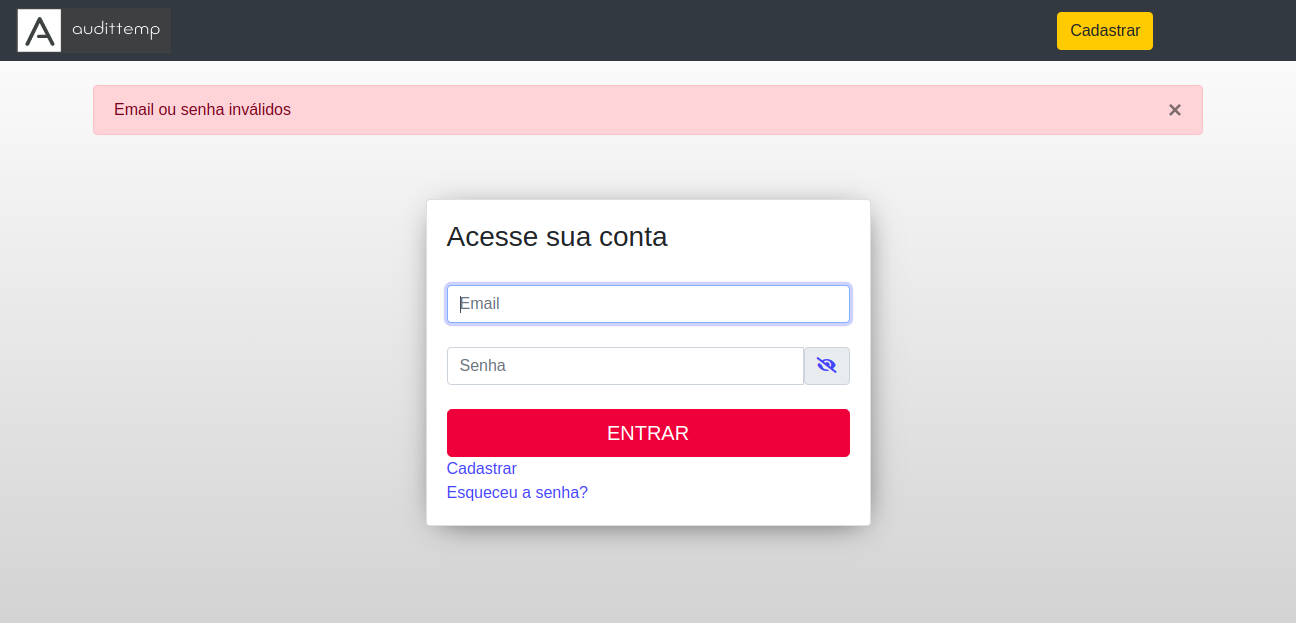 audittemp
Cadastrar
Email ou senha inválidos
×
Acesse sua conta
Email
Senha
ENTRAR
Cadastrar
Esqueceu a senha?